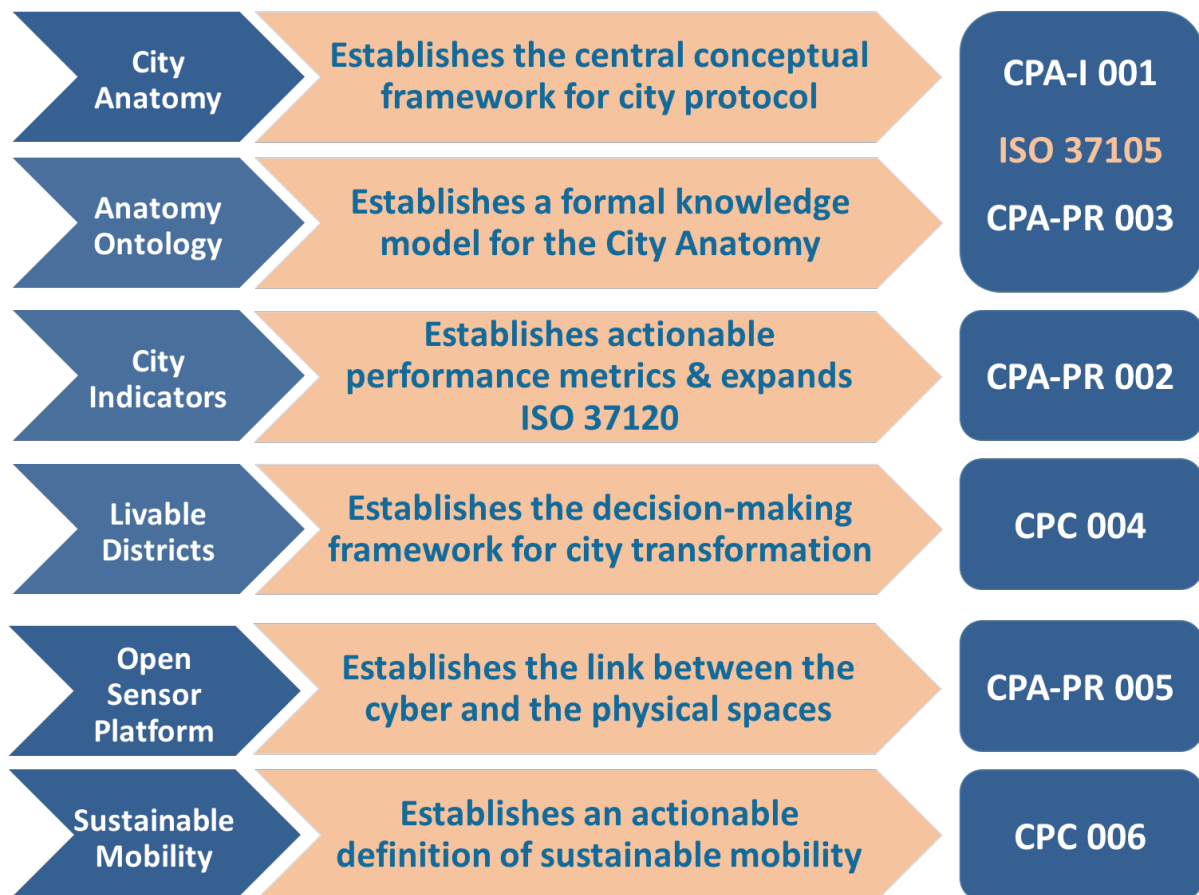 City
Anatomy
Establishes the central conceptual
framework for city protocol
CPA-I 001
ISO 37105
CPA-PR 003
Anatomy
Ontology
Establishes a formal knowledge
model for the City Anatomy
City
Indicators
Establishes actionable
performance metrics & expands
ISO 37120
CPA-PR 002
Livable
Districts
Establishes the decision-making
framework for city transformation
CPC 004
Open
Sensor
Platform
Establishes the link between the
cyber and the physical spaces
CPA-PR 005
Sustainable
Mobility
Establishes an actionable
definition of sustainable mobility
CPC 006